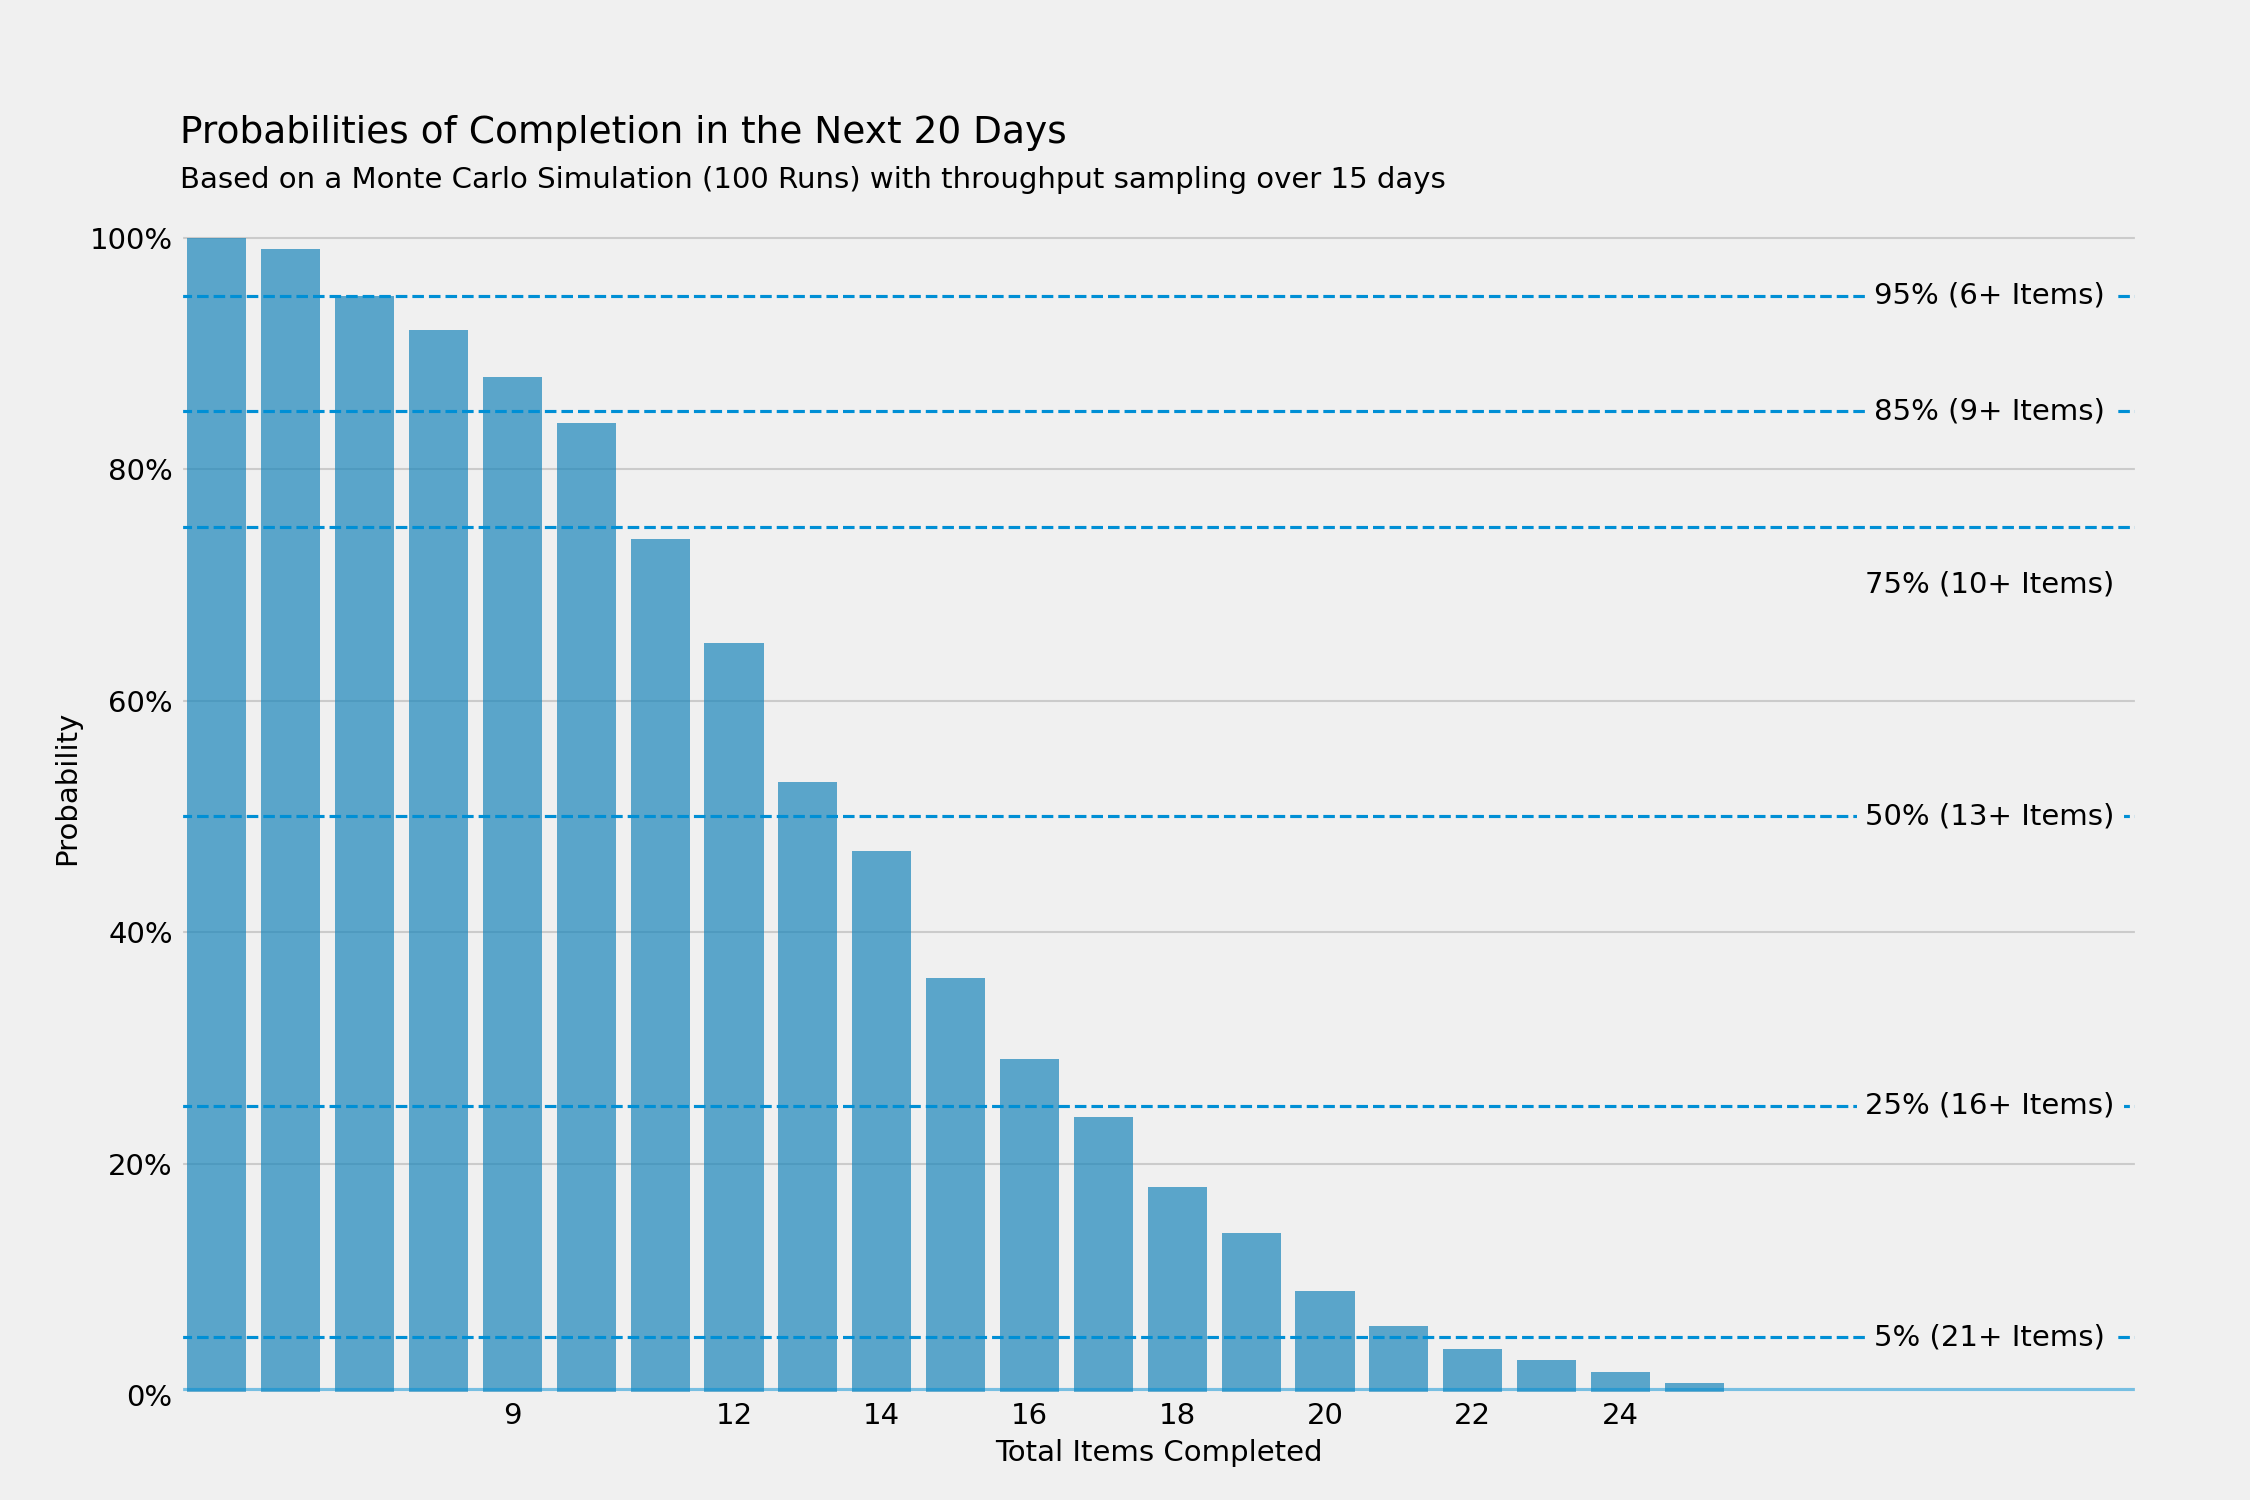 Probabilities of Completion in the Next 20 Days
Based on a Monte Carlo Simulation (100 Runs) with throughput sampling over 15 days
100%
95% (6+ Items)
85% (9+ Items)
80%
75% (10+ Items)
60%
Probability
50% (13+ Items)
40%
25% (16+ Items)
20%
5% (21+ Items)
0%
9 12 14 16 18 20 22 24
Total Items Completed